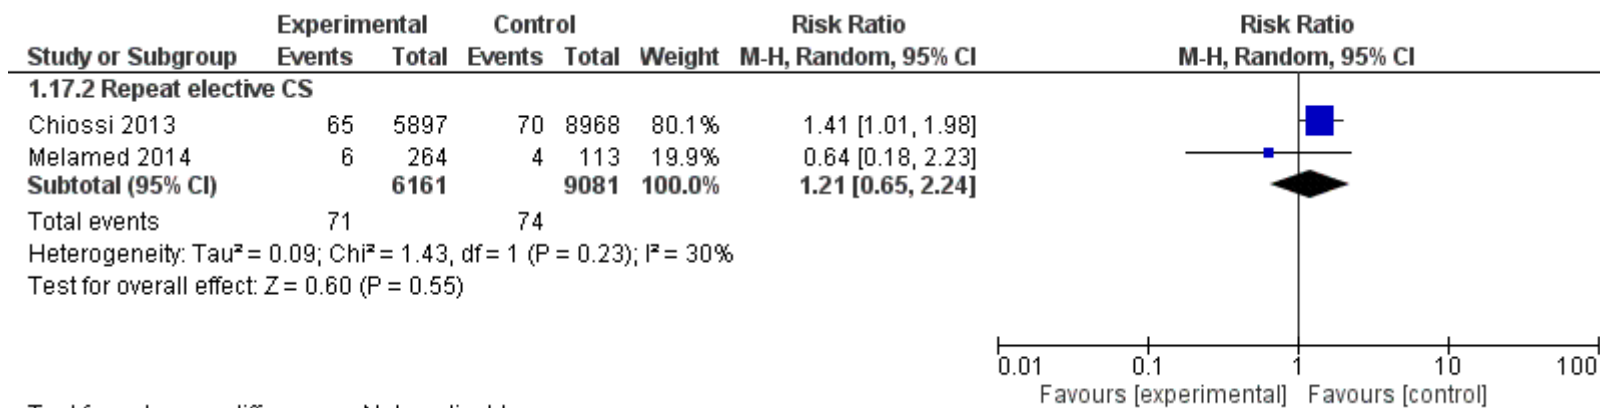 Experimental Control Risk Ratio Risk Ratio
Study or Subgroup Events Total Events Total Weight M-H, Random, 95% CI M-H, Random, 95% CI
1.17.2 Repeat elective CS
Chiossi 2013 65 5897 70 8968 80.1% 1.41 [1.01, 1.98]
Melamed 2014 6 264 4 113 19.9% 0.64 [0.18, 2.23]
Subtotal (95% CI) 6161 9081 100.0% 1.21 [0.65, 2.24]
Total events 71 74
Heterogeneity: Tau² = 0.09; Chi² = 1.43, df = 1 (P = 0.23); I² = 30%
Test for overall effect: Z = 0.60 (P = 0.55)
0.01 0.1 1 10 100
Favours [experimental] Favours [control]